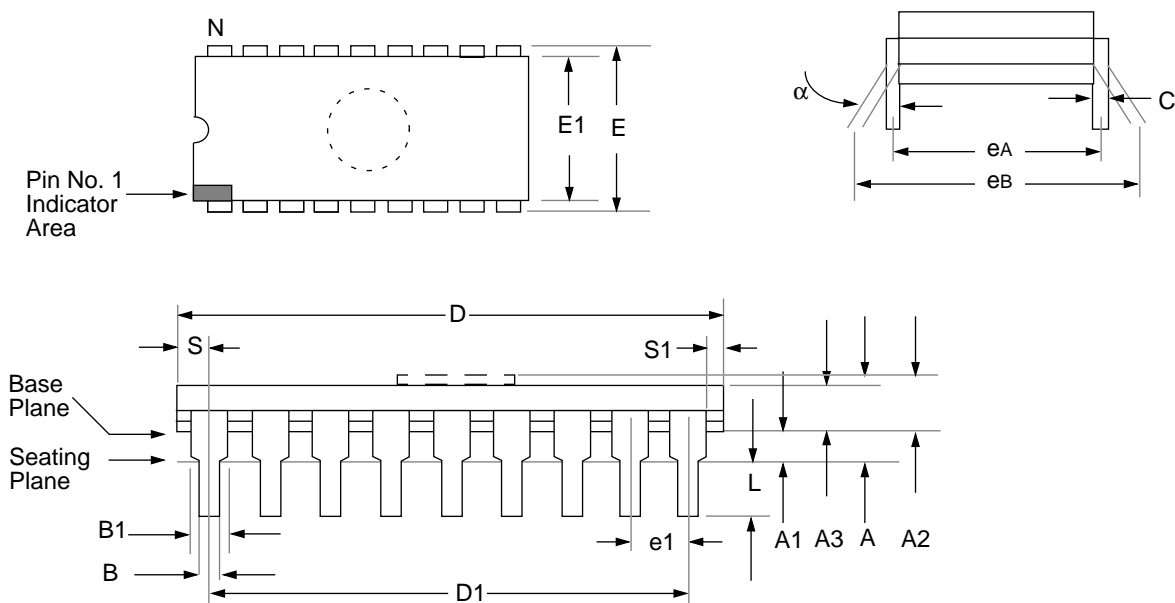 N
E1
E
α
C
eA
eB
Pin No. 1
Indicator
Area
D
S
S1
Base
Plane
Seating
Plane
L
B1
e1
A1
A3
A
A2
B
D1